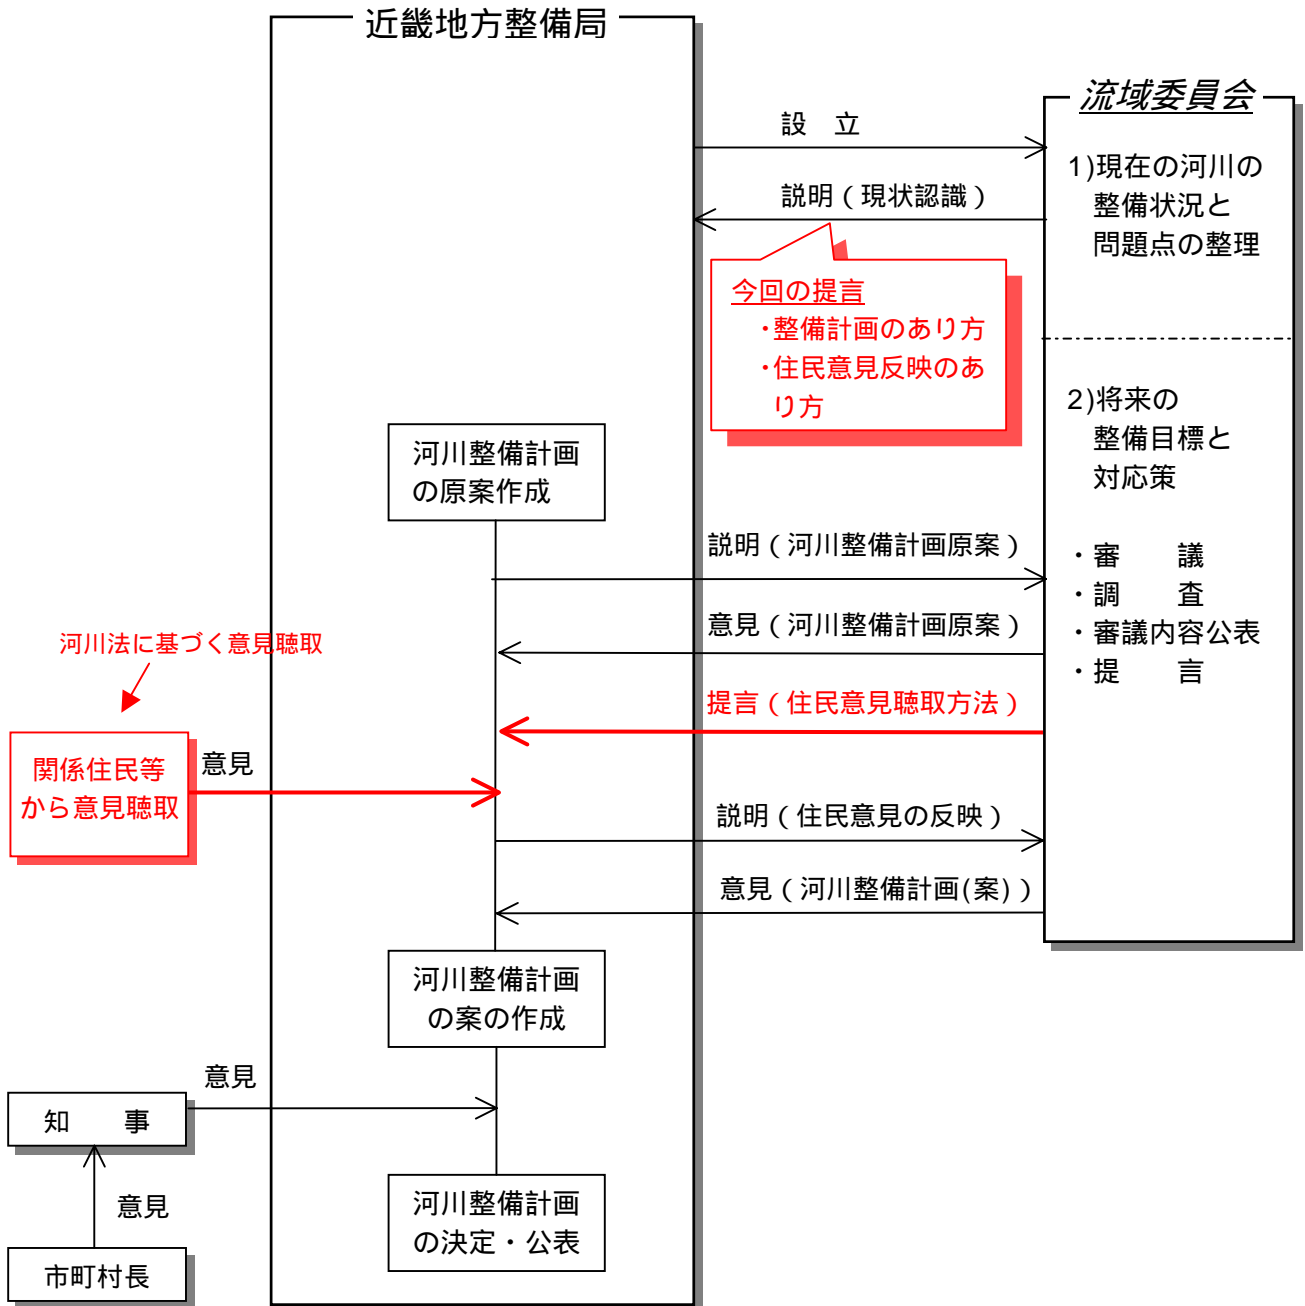 近畿地方整備局
流域委員会
設　立
1)現在の河川の
整備状況と
問題点の整理
説明（現状認識）
今回の提言
・整備計画のあり方
・住民意見反映のあ
り方
2)将来の
整備目標と
対応策
・審　　議
・調　　査
・審議内容公表
・提　　言
河川整備計画
の原案作成
説明（河川整備計画原案）
意見（河川整備計画原案）
河川法に基づく意見聴取
提言（住民意見聴取方法）
関係住民等
から意見聴取
意見
説明（住民意見の反映）
意見（河川整備計画(案)）
河川整備計画
の案の作成
意見
知　　事
意見
市町村長
河川整備計画
の決定・公表